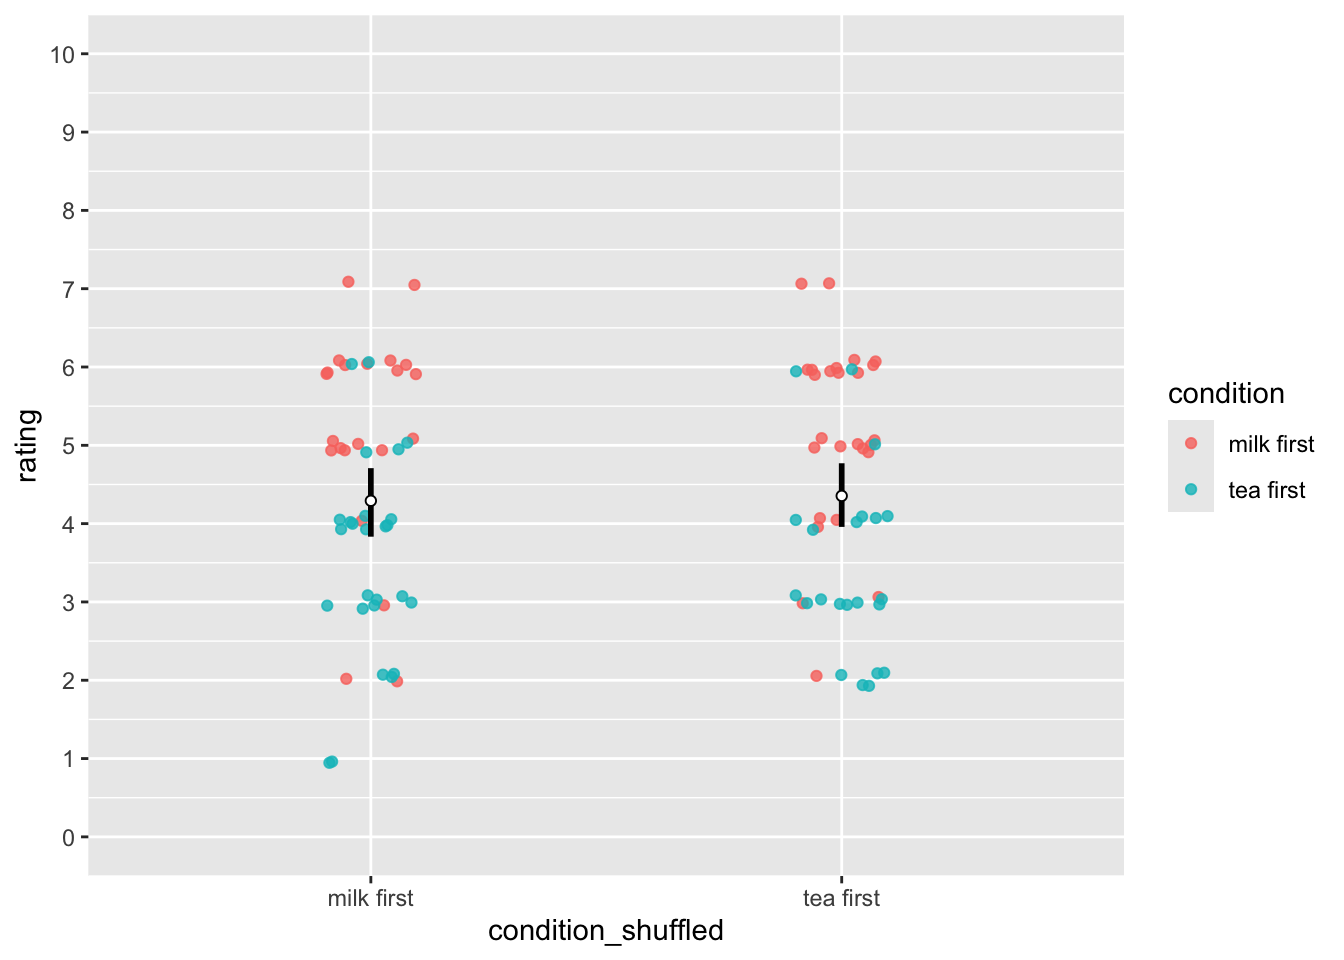 10
9
8
7
6
5
4
3
2
1
0
rating
milk first
tea first
condition_shuffled
condition
milk first
tea first